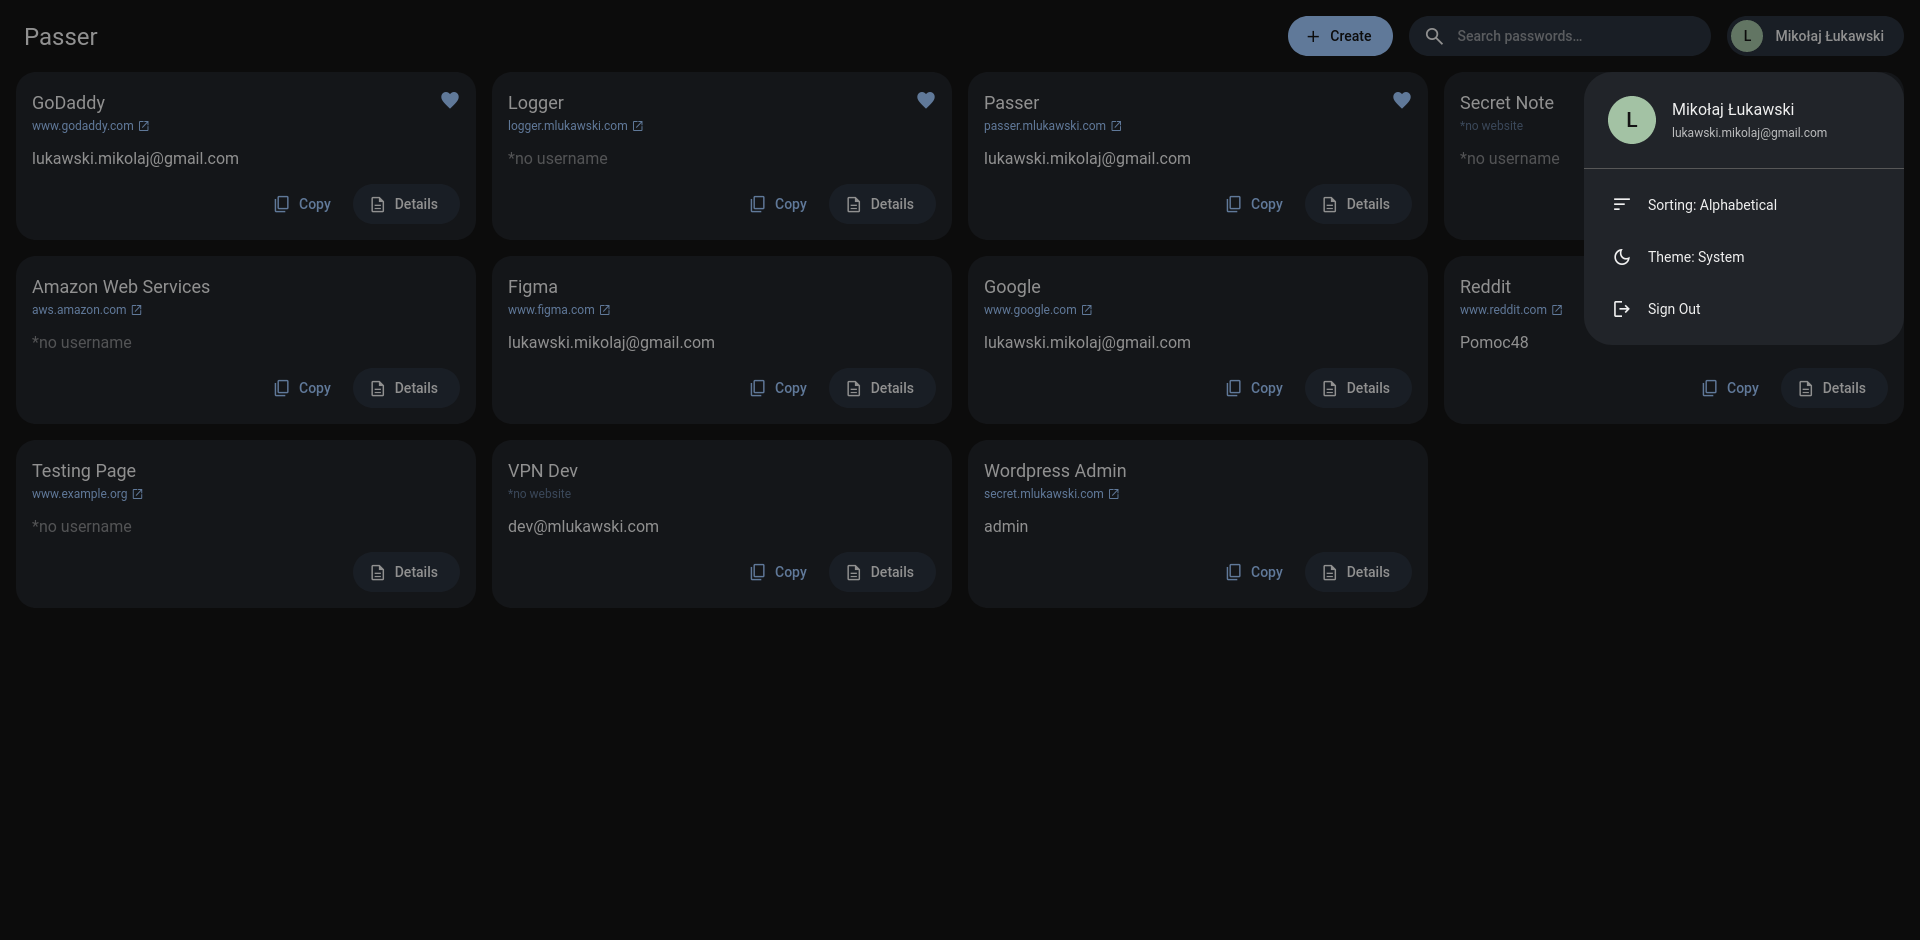 Passer
Create
Search passwords...
L
Mikołaj Łukawski
GoDaddy
www.godaddy.com
lukawski.mikolaj@gmail.com
Copy
Details
Logger
logger.mlukawski.com
*no username
Copy
Details
Passer
passer.mlukawski.com
lukawski.mikolaj@gmail.com
Copy
Details
Secret Note
*no website
*no username
L
Mikołaj Łukawski
lukawski.mikolaj@gmail.com
Sorting: Alphabetical
Theme: System
Sign Out
Amazon Web Services
aws.amazon.com
*no username
Copy
Details
Figma
www.figma.com
lukawski.mikolaj@gmail.com
Copy
Details
Google
www.google.com
lukawski.mikolaj@gmail.com
Copy
Details
Reddit
www.reddit.com
Pomoc48
Copy
Details
Testing Page
www.example.org
*no username
Details
VPN Dev
*no website
dev@mlukawski.com
Copy
Details
Wordpress Admin
secret.mlukawski.com
admin
Copy
Details